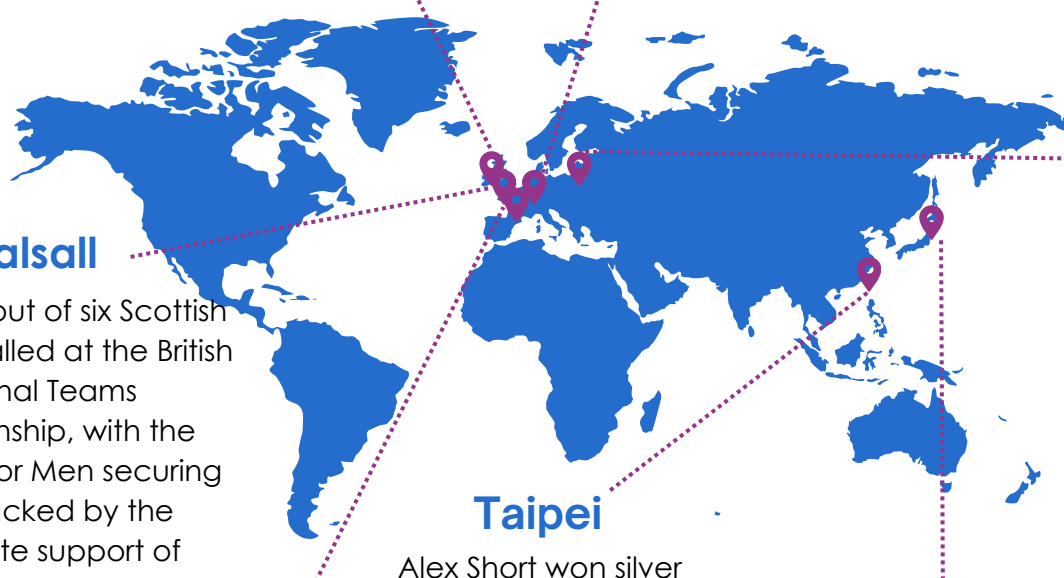 alsall
out of six Scottish
alled at the British
nal Teams
nship, with the
or Men securing
cked by the
te support of
Taipei
Alex Short won silver